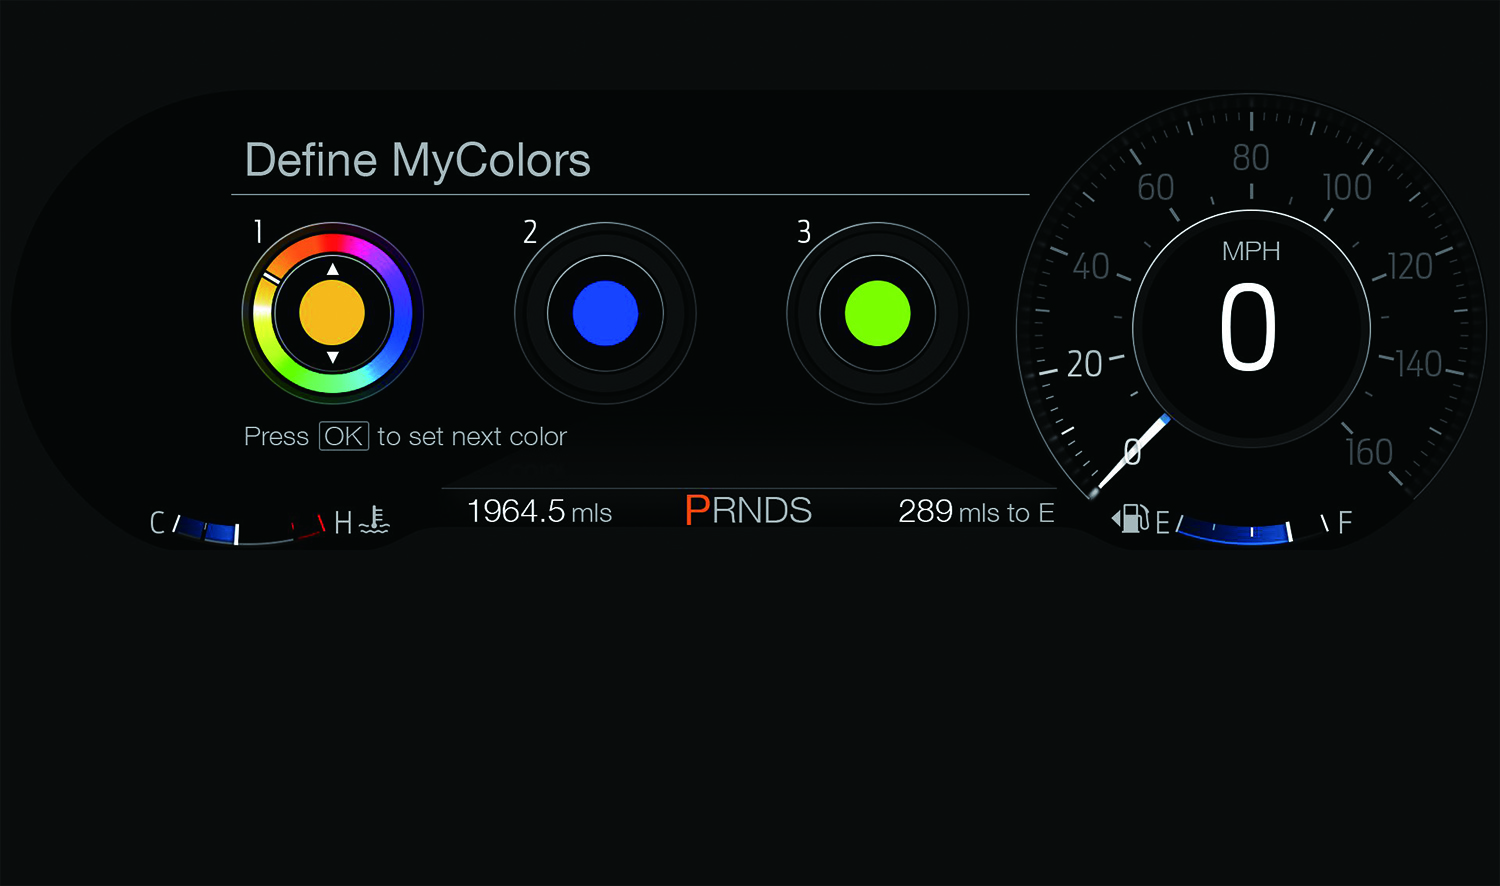 Define MyColors
1
2
3
Press OK to set next color
1964.5 mls
PRNDS
289 mls to E
C
H
MPH
0
0
20
40
60
80
100
120
140
160
E
F